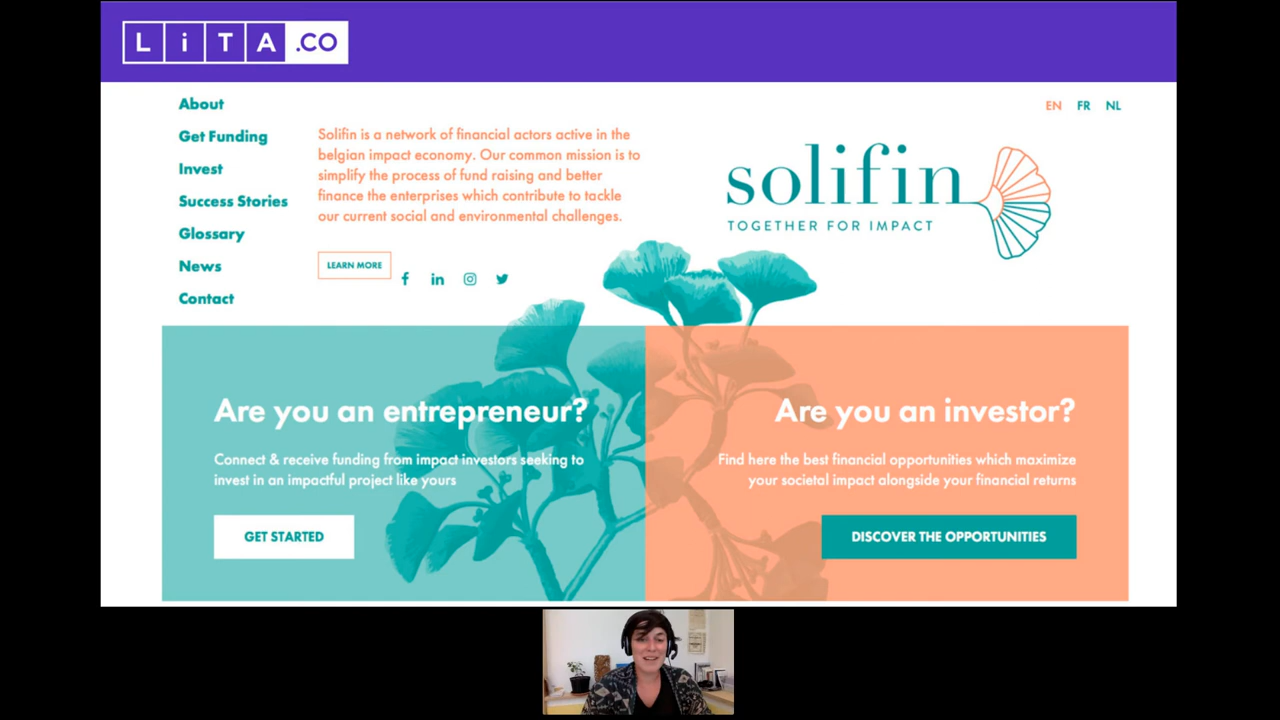 LiTA.CO
EN FR NL
About
Get Funding
Invest
Success Stories
Glossary
News
Contact
Solifin is a network of financial actors active in the
belgian impact economy. Our common mission is to
simplify the process of fund raising and better
finance the enterprises which contribute to tackle
our current social and environmental challenges.
LEARN MORE
solifin
TOGETHER FOR IMPACT
Are you an entrepreneur?
Connect & receive funding from impact investors seeking to
invest in an impactful project like yours
GET STARTED
Are you an investor?
Find here the best financial opportunities which maximize
your societal impact alongside your financial returns
DISCOVER THE OPPORTUNITIES